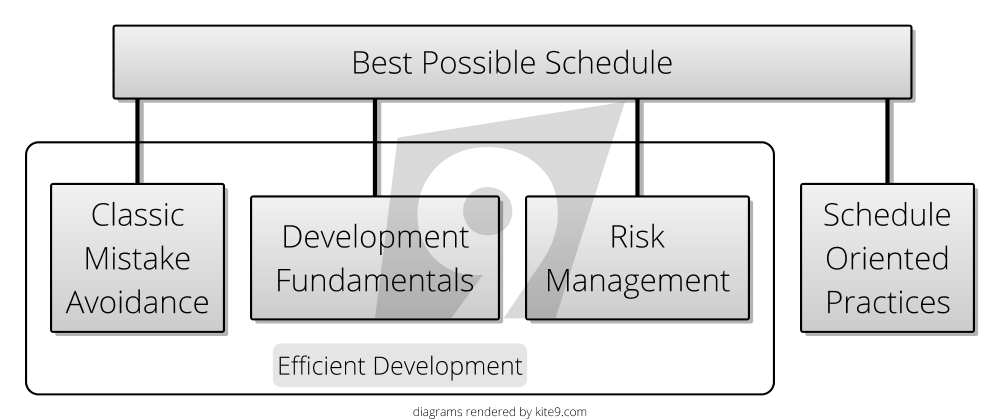 Best Possible Schedule
Classic
Mistake
Avoidance
Development
Fundamentals
Risk
Management
Schedule
Oriented
Practices
Efficient Development
diagrams rendered by kite9.com